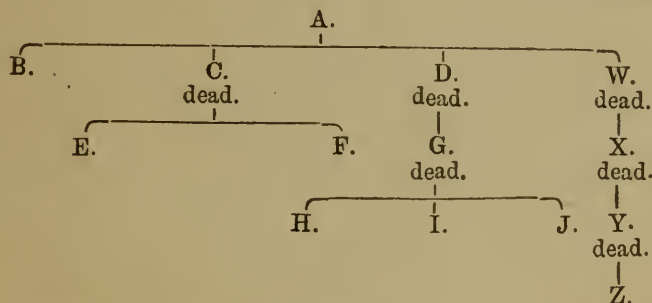 A.
B. C. D. W.
dead. dead. dead.
E. F. G. X.
dead. dead.
H. I. J. Y.
dead.
Z.